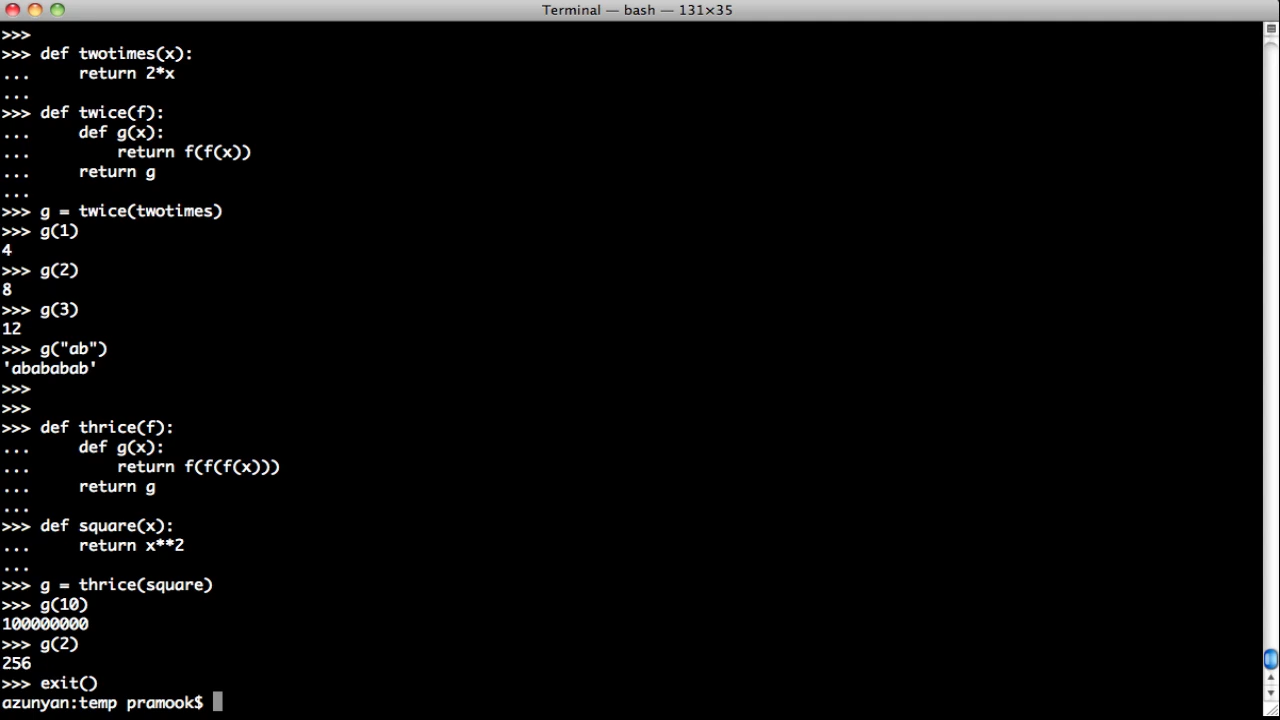 Terminal — bash — 131×35
>>>
>>> def twotimes(x):
...     return 2*x
...
>>> def twice(f):
...     def g(x):
...         return f(f(x))
...     return g
...
>>> g = twice(twotimes)
>>> g(1)
4
>>> g(2)
8
>>> g(3)
12
>>> g("ab")
'abababab'
>>>
>>>
>>> def thrice(f):
...     def g(x):
...         return f(f(f(x)))
...     return g
...
>>> def square(x):
...     return x**2
...
>>> g = thrice(square)
>>> g(10)
100000000
>>> g(2)
256
>>> exit()
azunyan:temp pramook$